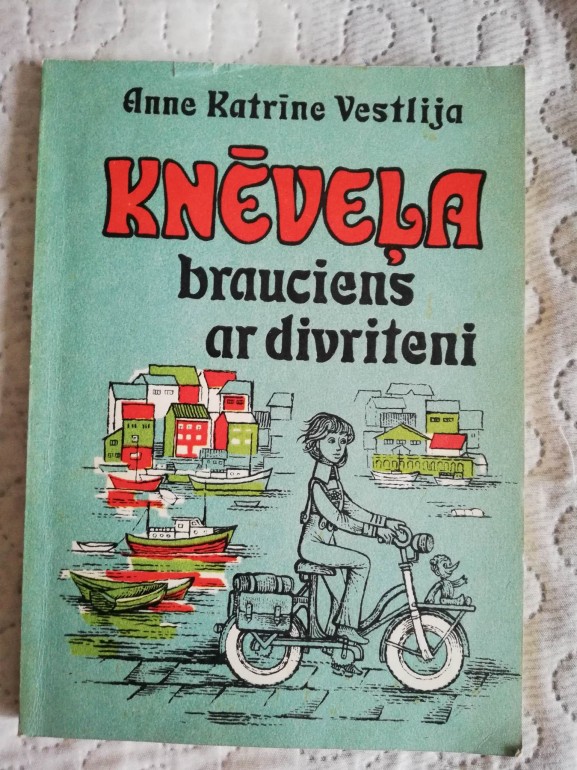 Anne Katrīne Vestlija
KNĒVEĻA
brauciens
ar divriteni